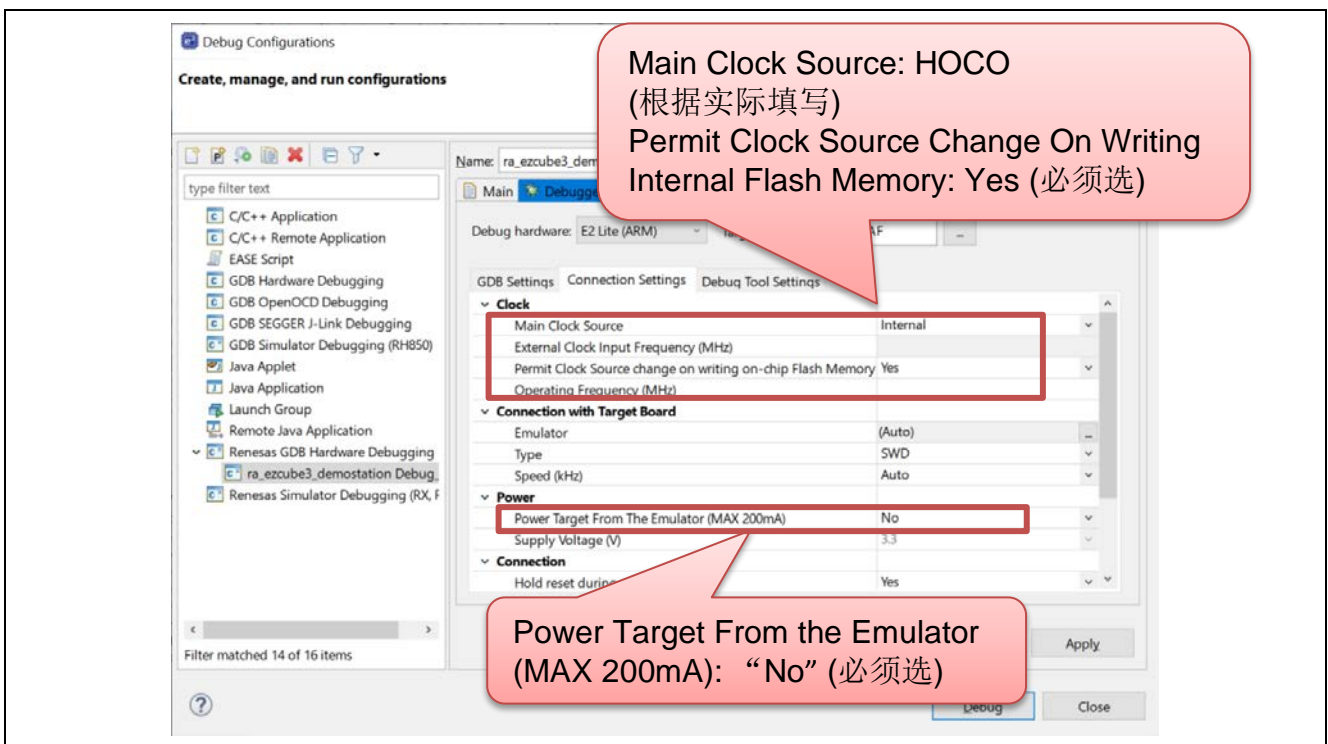 Debug Configurations
Create, manage, and run configurations
Main Clock Source: HOCO
(根据实际填写)
Permit Clock Source Change On Writing
Internal Flash Memory: Yes (必须选)
type filter text
C/C++ Application
C/C++ Remote Application
EASE Script
GDB Hardware Debugging
GDB OpenOCD Debugging
GDB SEGGER J-Link Debugging
GDB Simulator Debugging (RH850)
Java Applet
Java Application
Launch Group
Remote Java Application
Renesas GDB Hardware Debugging
ra_ezcube3_demostation Debug_
Renesas Simulator Debugging (RX, 
Filter matched 14 of 16 items
Name: ra_ezcube3_dem
Main Debugge
Debug hardware: E2 Lite (ARM)
GDB Settings Connection Settings Debug Tool Settings
Clock
Main Clock Source Internal
External Clock Input Frequency (MHz)
Permit Clock Source change on writing on-chip Flash Memory Yes
Operating Frequency (MHz)
Connection with Target Board
Emulator (Auto) ...
Type SWD
Speed (kHz) Auto
Power
Power Target From The Emulator (MAX 200mA) No
Supply Voltage (V) 3.3
Connection
Hold reset during Yes
Power Target From the Emulator
(MAX 200mA): “No” (必须选)
Apply
Debug Close